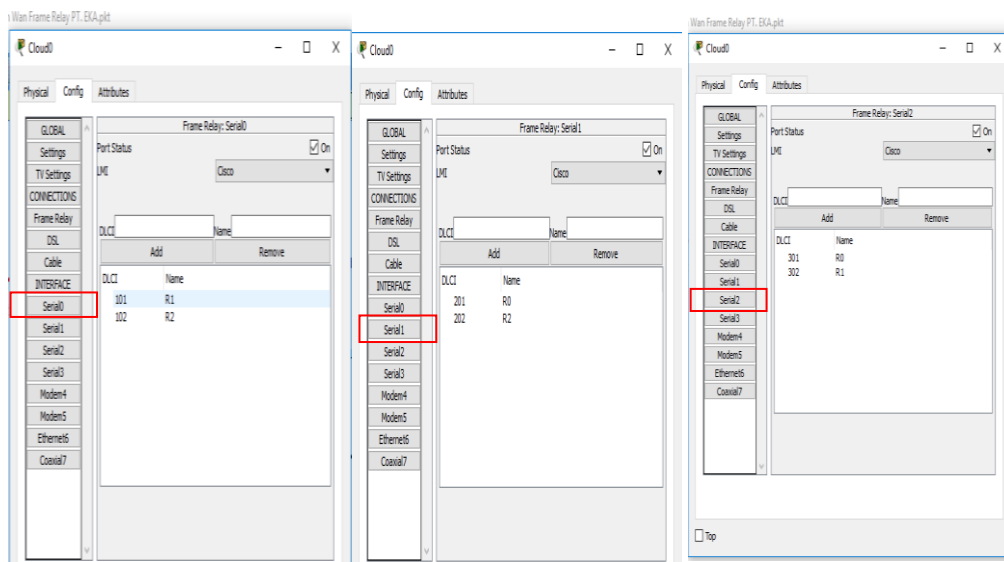 n Wan Frame Relay PT. EKA.pkt
Cloud0
Physical Config Attributes
GLOBAL
Settings
TV Settings
CONNECTIONS
Frame Relay
DSL
Cable
INTERFACE
Serial0
Serial1
Serial2
Serial3
Modem4
Modem5
Ethernet6
Coaxial7
Frame Relay: Serial0
Port Status On
LMI Cisco
DLCI Name
Add Remove
DLCI Name
101 R1
102 R2
Cloud0
Physical Config Attributes
GLOBAL
Settings
TV Settings
CONNECTIONS
Frame Relay
DSL
Cable
INTERFACE
Serial0
Serial1
Serial2
Serial3
Modem4
Modem5
Ethernet6
Coaxial7
Frame Relay: Serial1
Port Status On
LMI Cisco
DLCI Name
Add Remove
DLCI Name
201 R0
202 R2
Wan Frame Relay PT. EKA.pkt
Cloud0
Physical Config Attributes
GLOBAL
Settings
TV Settings
CONNECTIONS
Frame Relay
DSL
Cable
INTERFACE
Serial0
Serial1
Serial2
Serial3
Modem4
Modem5
Ethernet6
Coaxial7
Frame Relay: Serial2
Port Status On
LMI Cisco
DLCI Name
Add Remove
DLCI Name
301 R0
302 R1
Top